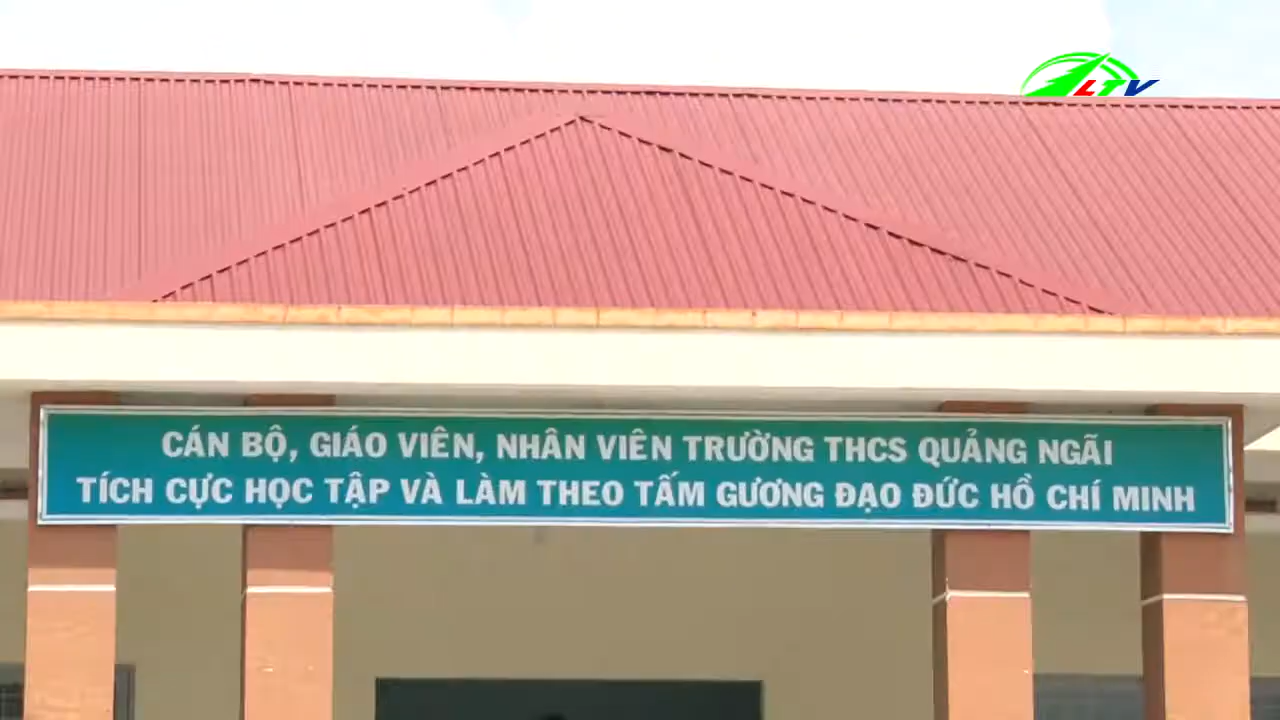 LTV
CÁN BỘ, GIÁO VIÊN, NHÂN VIÊN TRƯỜNG THCS QUẢNG NGÃI
TÍCH CỰC HỌC TẬP VÀ LÀM THEO TẤM GƯƠNG ĐẠO ĐỨC HỒ CHÍ MINH